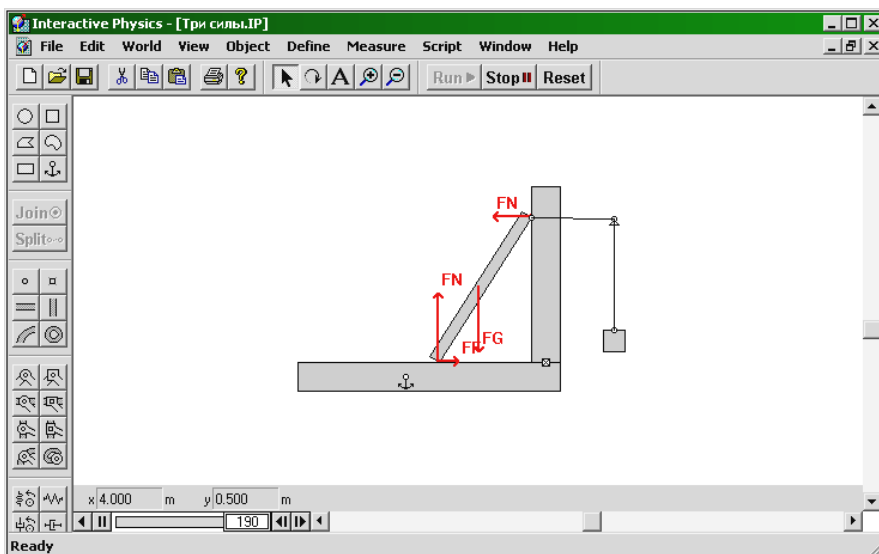 Interactive Physics - [Три силы.IP]
File Edit World View Object Define Measure Script Window Help
A Run Stop Reset
Join
Split
FN
FN
FG
x 4.000 m y 0.500 m
190
Ready